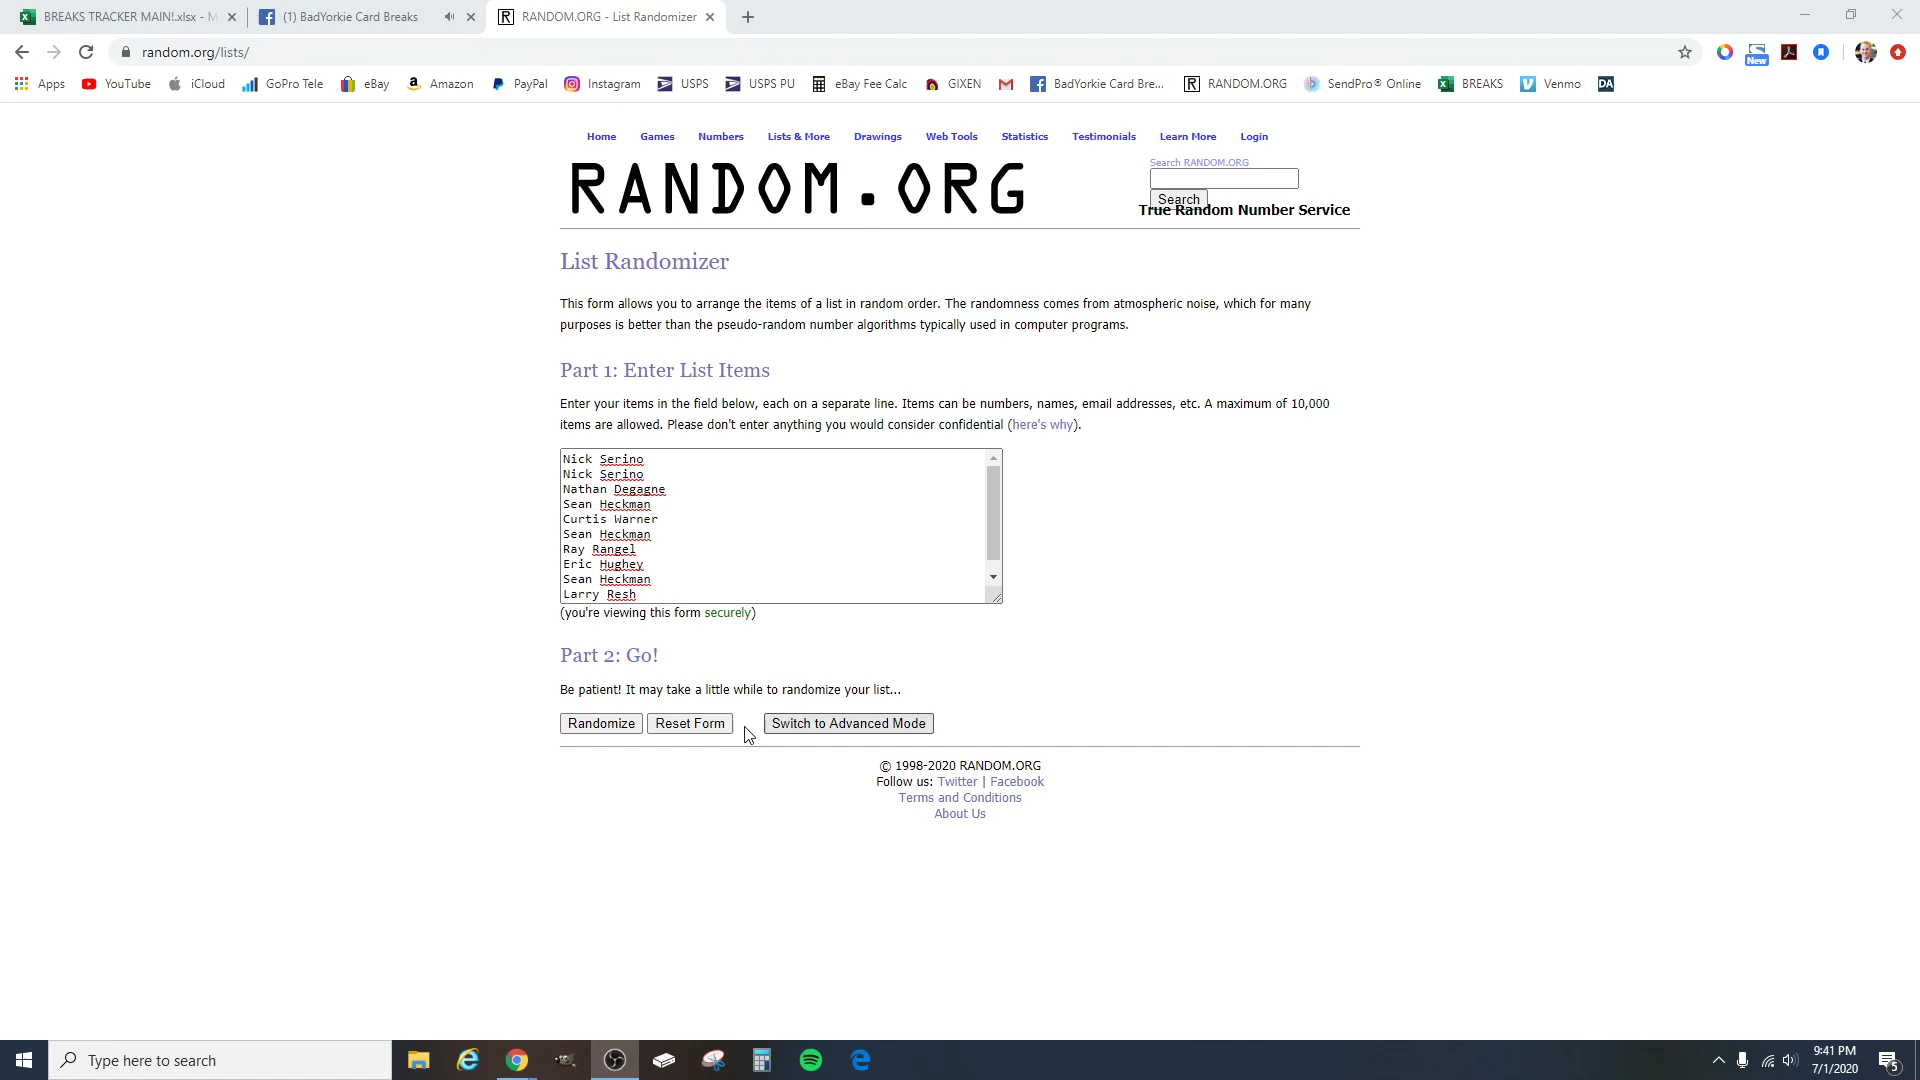 BREAKS TRACKER MAIN!.xlsx - M
(1) BadYorkie Card Breaks
RANDOM.ORG - List Randomizer
random.org/lists/
New
Apps YouTube iCloud GoPro Tele eBay Amazon PayPal Instagram USPS USPS PU eBay Fee Calc GIXEN BadYorkie Card Bre... RANDOM.ORG SendPro® Online BREAKS Venmo DA
Home Games Numbers Lists & More Drawings Web Tools Statistics Testimonials Learn More Login
RANDOM.ORG
Search RANDOM.ORG
Search
True Random Number Service
List Randomizer
This form allows you to arrange the items of a list in random order. The randomness comes from atmospheric noise, which for many
purposes is better than the pseudo-random number algorithms typically used in computer programs.
Part 1: Enter List Items
Enter your items in the field below, each on a separate line. Items can be numbers, names, email addresses, etc. A maximum of 10,000
items are allowed. Please don't enter anything you would consider confidential (here's why).
Nick Serino
Nick Serino
Nathan Degagne
Sean Heckman
Curtis Warner
Sean Heckman
Ray Rangel
Eric Hughey
Sean Heckman
Larry Resh
(you're viewing this form securely)
Part 2: Go!
Be patient! It may take a little while to randomize your list...
Randomize Reset Form Switch to Advanced Mode
© 1998-2020 RANDOM.ORG
Follow us: Twitter | Facebook
Terms and Conditions
About Us
Type here to search
9:41 PM
7/1/2020
5